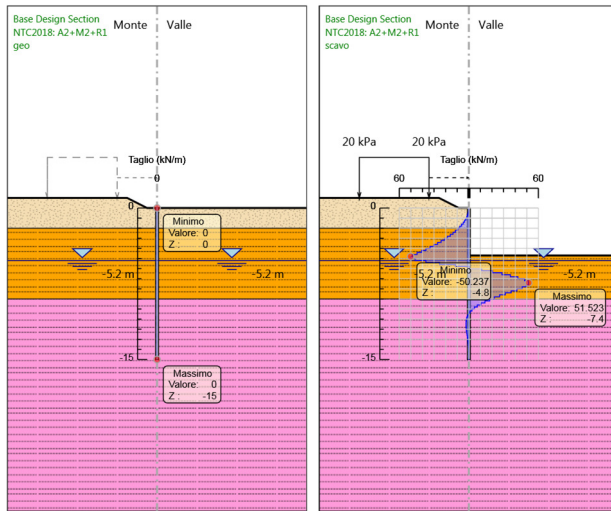 Base Design Section
NTC2018: A2+M2+R1
geo
Monte
Valle
Taglio (kN/m)
0
0
Minimo
Valore: 0
Z : 0
-5.2 m
-5.2 m
-15
Massimo
Valore: 0
Z : -15
Base Design Section
NTC2018: A2+M2+R1
scavo
Monte
Valle
20 kPa
20 kPa
Taglio (kN/m)
60
60
0
-5.2 m
-5.2 m
Minimo
Valore: -50.237
Z : -4.8
Massimo
Valore: 51.523
Z : -7.4
-15